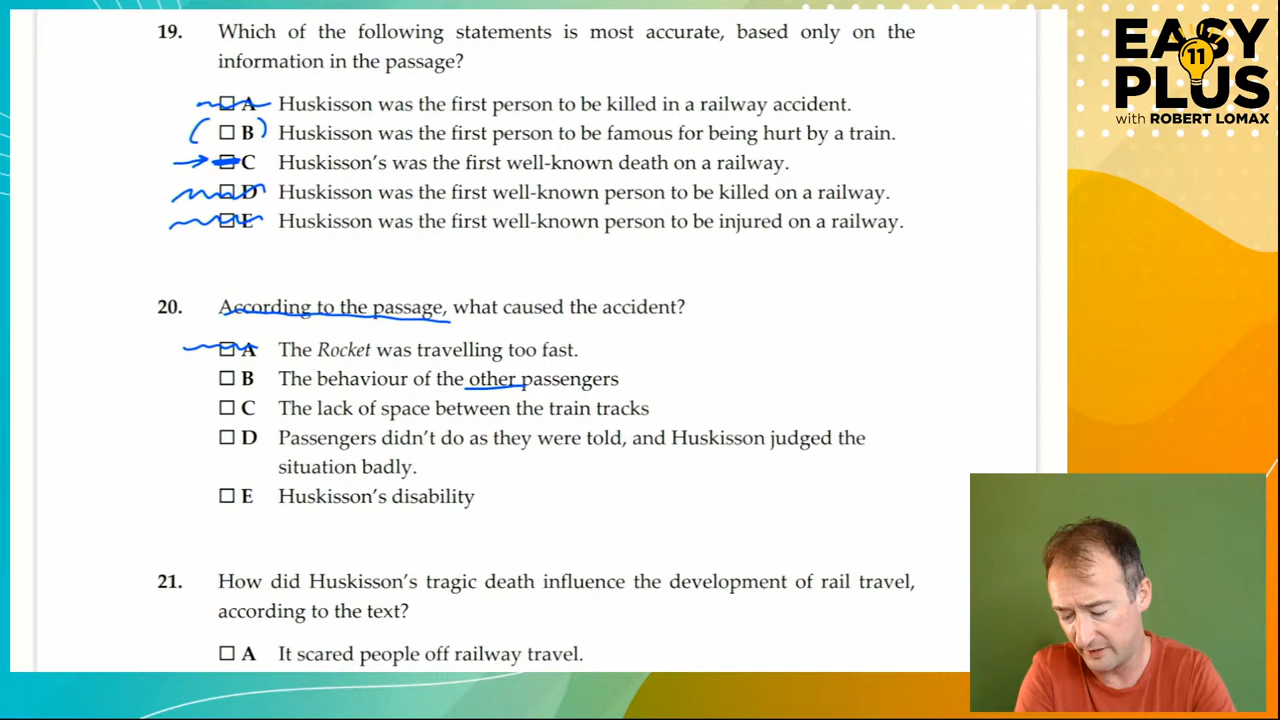 19. Which of the following statements is most accurate, based only on the
information in the passage?
A Huskisson was the first person to be killed in a railway accident.
B Huskisson was the first person to be famous for being hurt by a train.
C Huskisson's was the first well-known death on a railway.
D Huskisson was the first well-known person to be killed on a railway.
E Huskisson was the first well-known person to be injured on a railway.
20. According to the passage, what caused the accident?
A The Rocket was travelling too fast.
B The behaviour of the other passengers
C The lack of space between the train tracks
D Passengers didn't do as they were told, and Huskisson judged the
situation badly.
E Huskisson's disability
21. How did Huskisson's tragic death influence the development of rail travel,
according to the text?
A It scared people off railway travel.
EASY
11
PLUS
with ROBERT LOMAX